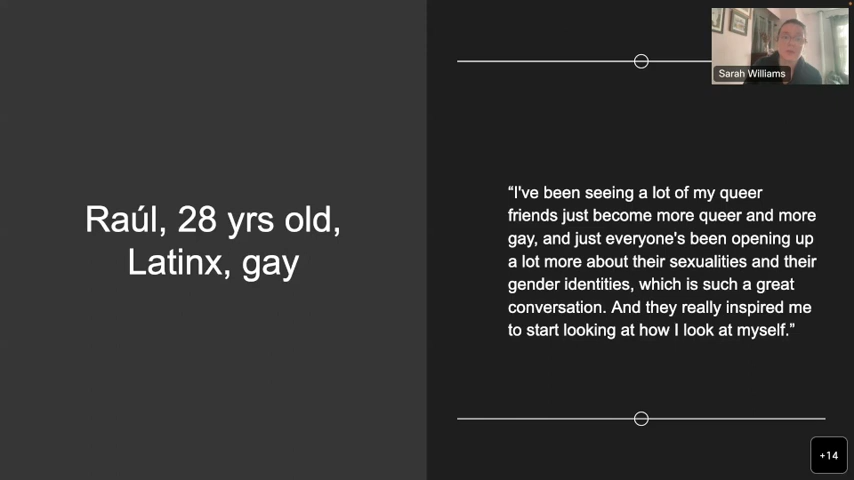 Sarah Williams
Raúl, 28 yrs old,
Latinx, gay
“I've been seeing a lot of my queer
friends just become more queer and more
gay, and just everyone's been opening up
a lot more about their sexualities and their
gender identities, which is such a great
conversation. And they really inspired me
to start looking at how I look at myself.”
+14